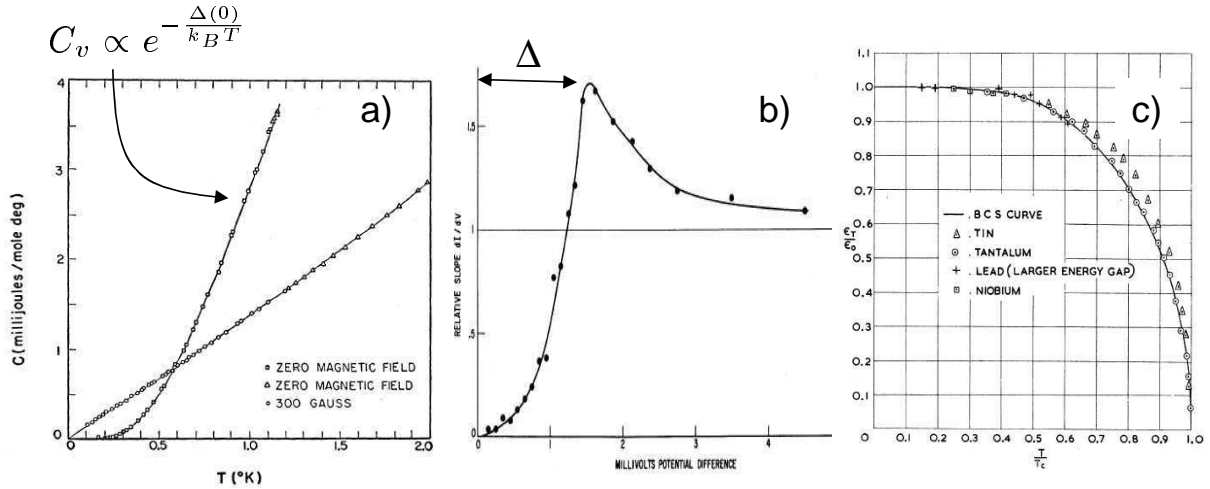 C_v ∝ e^{-Δ(0)/k_B T}
a)
4
3
2
1
0
C (millijoules/mole deg)
□ ZERO MAGNETIC FIELD
△ ZERO MAGNETIC FIELD
○ 300 GAUSS
0
0.5
1.0
1.5
2.0
T (°K)
Δ
b)
1.5
1
.5
0
RELATIVE SLOPE dI/dV
0
1
2
3
4
MILLIVOLTS POTENTIAL DIFFERENCE
c)
1.1
1.0
0.9
0.8
0.7
0.6
0.5
0.4
0.3
0.2
0.1
ε_T/ε_0
— . BCS CURVE
△ . TIN
⊙ . TANTALUM
+ . LEAD (LARGER ENERGY GAP)
□ . NIOBIUM
0
0.1
0.2
0.3
0.4
0.5
0.6
0.7
0.8
0.9
1.0
T/T_c